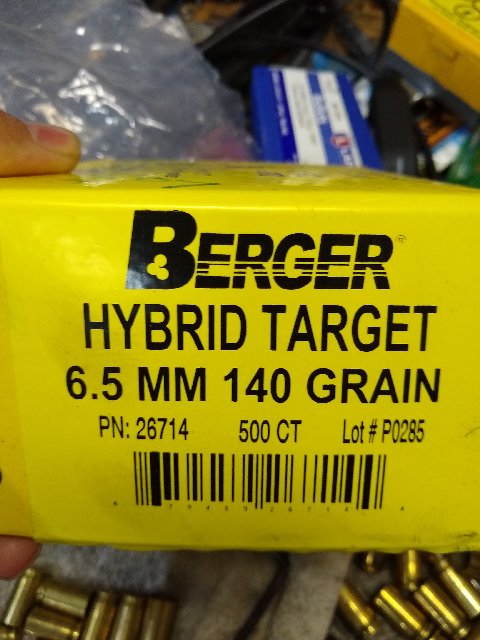 BERGER®
HYBRID TARGET
6.5 MM 140 GRAIN
PN: 26714 500 CT Lot # P0285